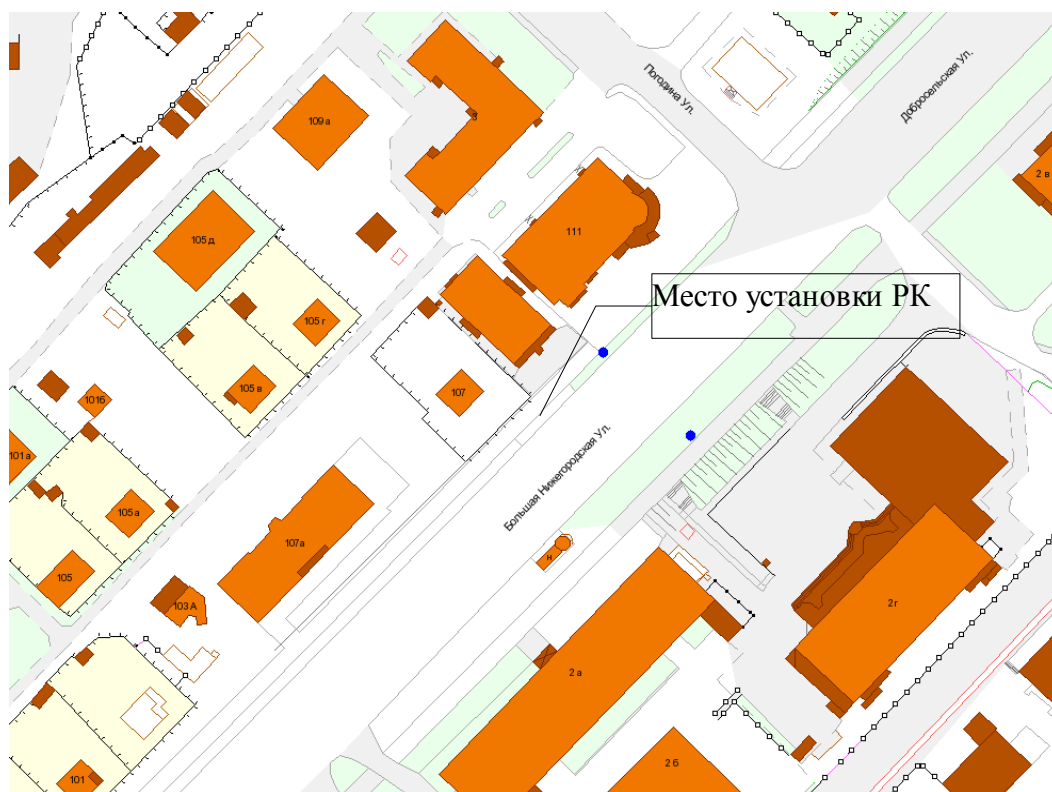 Погодина Ул.
Добросельская Ул.
109 а
3
2 в
111
105 д
Место установки РК
105 г
105 в
107
101б
101 а
Большая Нижегородская Ул.
105 а
107а
н
105
103 А
2 г
2 а
2 б
101